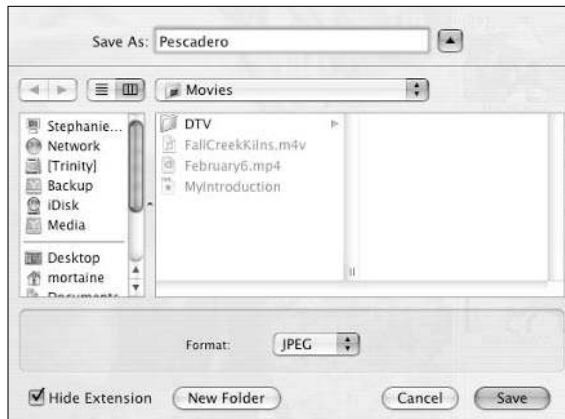 Save As: Pescadero
Movies
Stephanie...
Network
[Trinity]
Backup
iDisk
Media
Desktop
mortaine
Documents
DTV
FallCreekKilns.m4v
February6.mp4
MyIntroduction
Format: JPEG
Hide Extension
New Folder
Cancel
Save